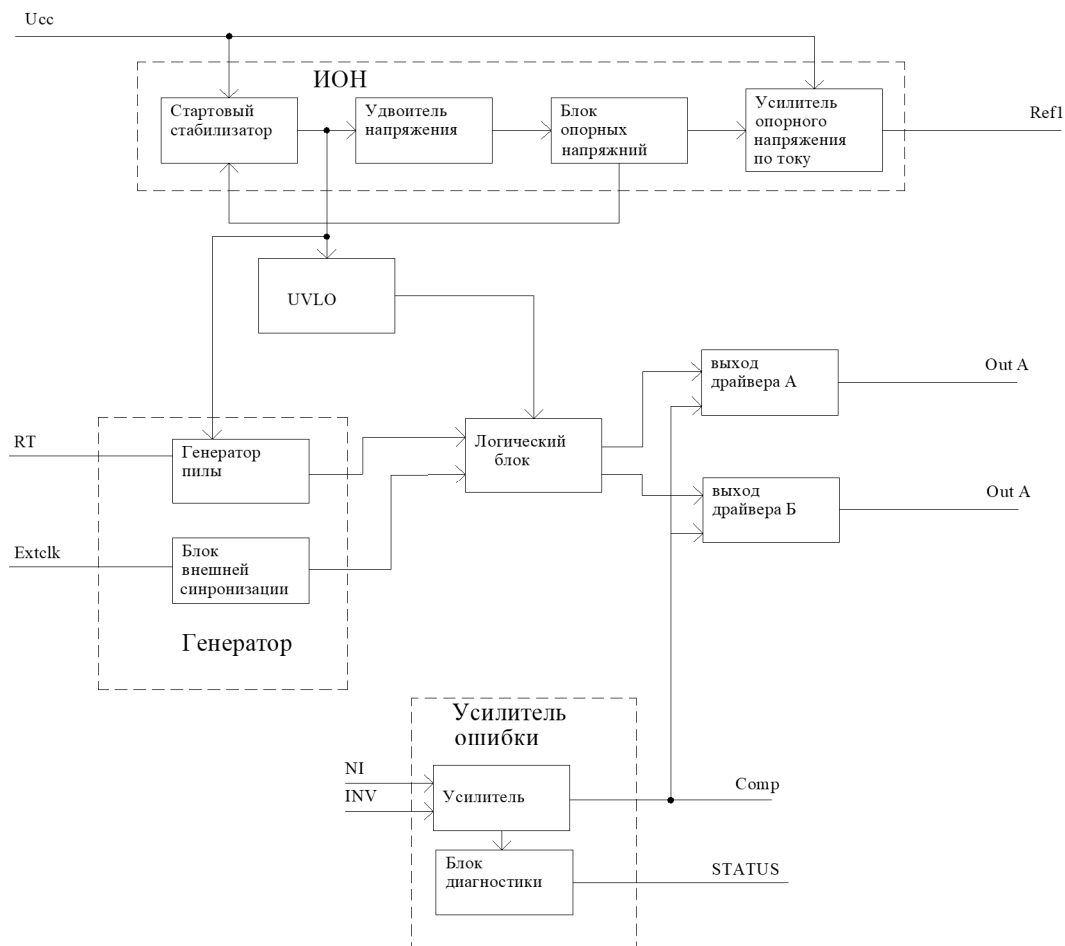 Ucc
ИОН
Стартовый
стабилизатор
Удвоитель
напряжения
Блок
опорных
напряжний
Усилитель
опорного
напряжения
по току
Ref1
UVLO
выход
драйвера А
Out A
RT
Генератор
пилы
Логический
блок
выход
драйвера Б
Out A
Extclk
Блок
внешней
синронизации
Генератор
Усилитель
ошибки
NI
INV
Усилитель
Comp
Блок
диагностики
STATUS